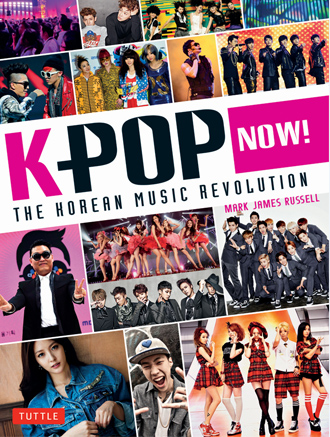 K-POP
NOW!
THE KOREAN MUSIC REVOLUTION
MARK JAMES RUSSELL
TUTTLE